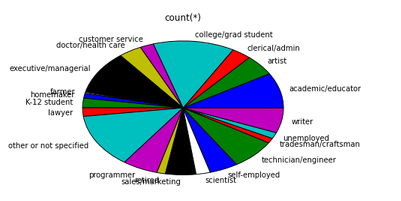 count(*)
customer service
college/grad student
doctor/health care
clerical/admin
artist
executive/managerial
academic/educator
farmer
homemaker
K-12 student
lawyer
writer
unemployed
tradesman/craftsman
other or not specified
technician/engineer
programmer
self-employed
retired
sales/marketing
scientist